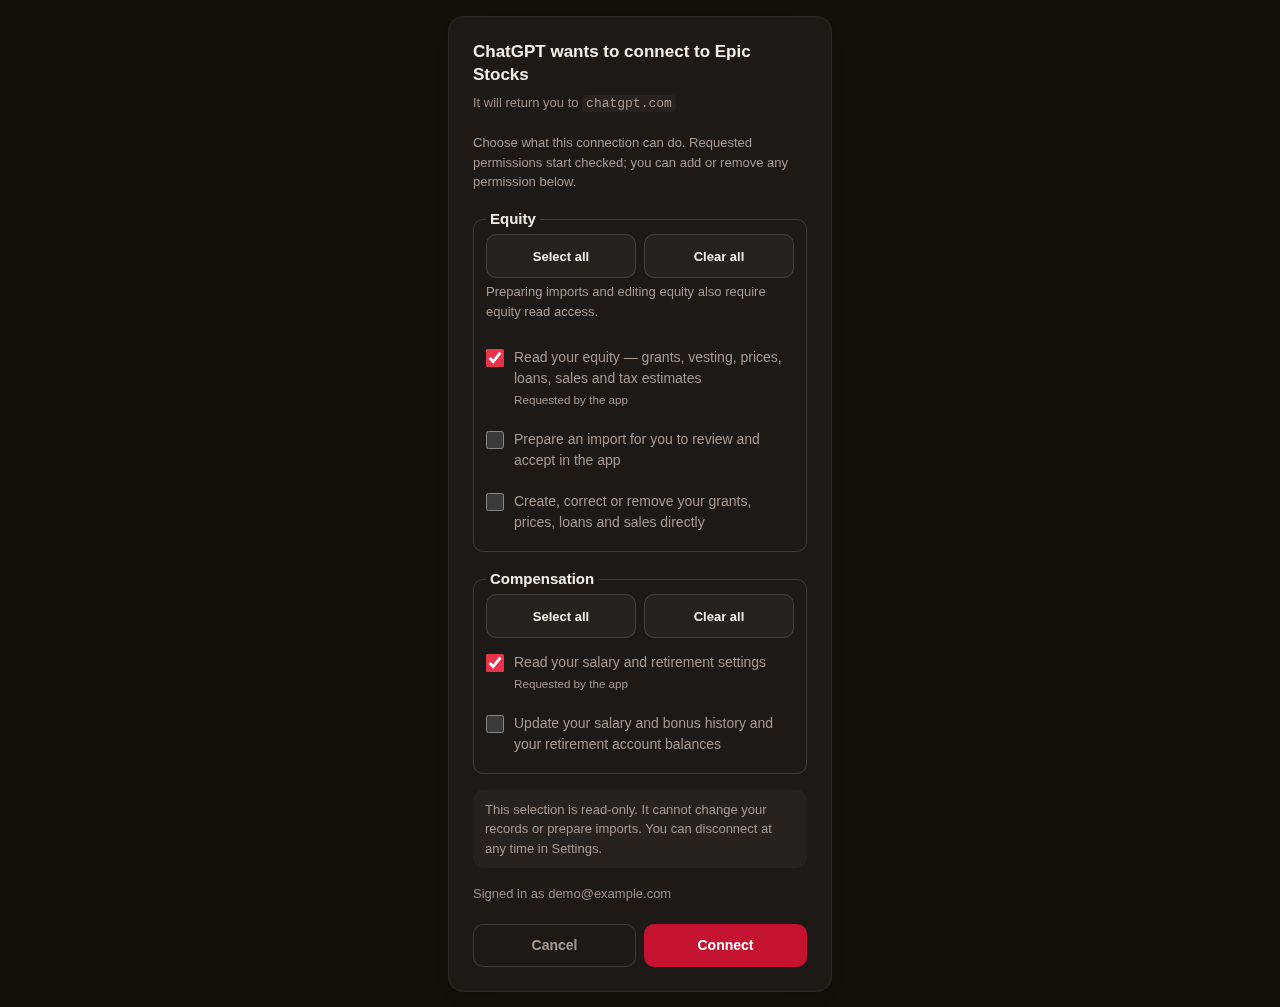 ChatGPT wants to connect to Epic
Stocks
It will return you to chatgpt.com
Choose what this connection can do. Requested
permissions start checked; you can add or remove any
permission below.
Equity
Select all
Clear all
Preparing imports and editing equity also require
equity read access.
Read your equity — grants, vesting, prices,
loans, sales and tax estimates
Requested by the app
Prepare an import for you to review and
accept in the app
Create, correct or remove your grants,
prices, loans and sales directly
Compensation
Select all
Clear all
Read your salary and retirement settings
Requested by the app
Update your salary and bonus history and
your retirement account balances
This selection is read-only. It cannot change your
records or prepare imports. You can disconnect at
any time in Settings.
Signed in as demo@example.com
Cancel
Connect